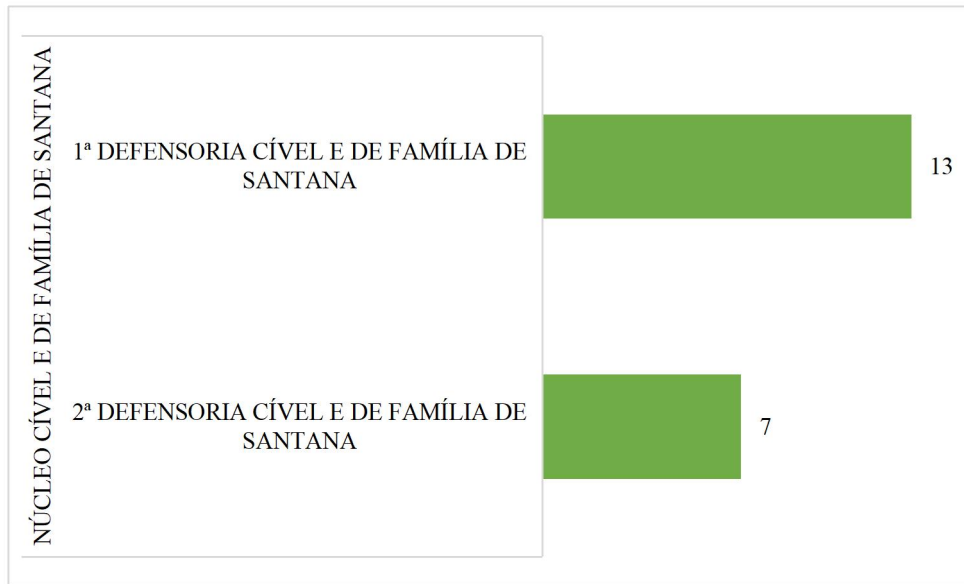 NÚCLEO CÍVEL E DE FAMÍLIA DE SANTANA
1ª DEFENSORIA CÍVEL E DE FAMÍLIA DE
SANTANA
13
2ª DEFENSORIA CÍVEL E DE FAMÍLIA DE
SANTANA
7